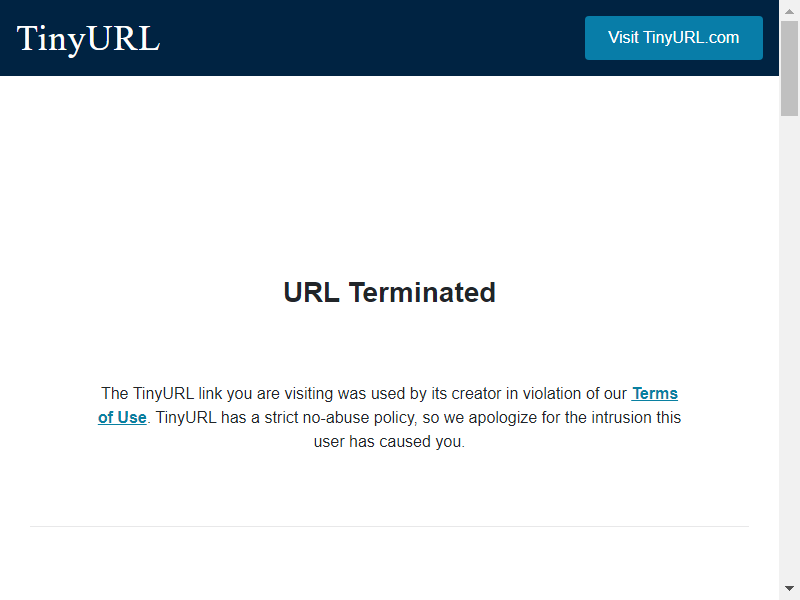 TinyURL
Visit TinyURL.com
URL Terminated
The TinyURL link you are visiting was used by its creator in violation of our Terms
of Use. TinyURL has a strict no-abuse policy, so we apologize for the intrusion this
user has caused you.